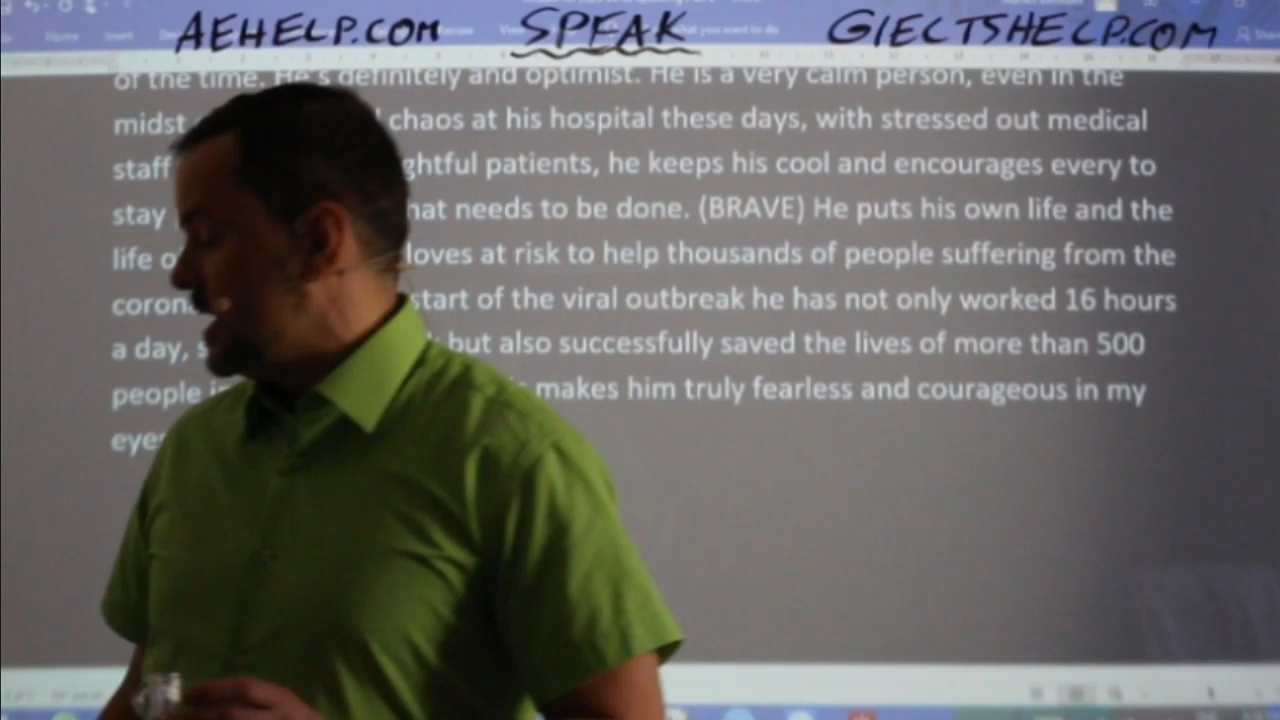 AEHELP.COM SPEAK GIELTSHELP.COM
of the time. He's definitely and optimist. He is a very calm person, even in the
midst chaos at his hospital these days, with stressed out medical
staff patients, he keeps his cool and encourages every to
stay needs to be done. (BRAVE) He puts his own life and the
life loves at risk to help thousands of people suffering from the
start of the viral outbreak he has not only worked 16 hours
a day, but also successfully saved the lives of more than 500
people makes him truly fearless and courageous in my